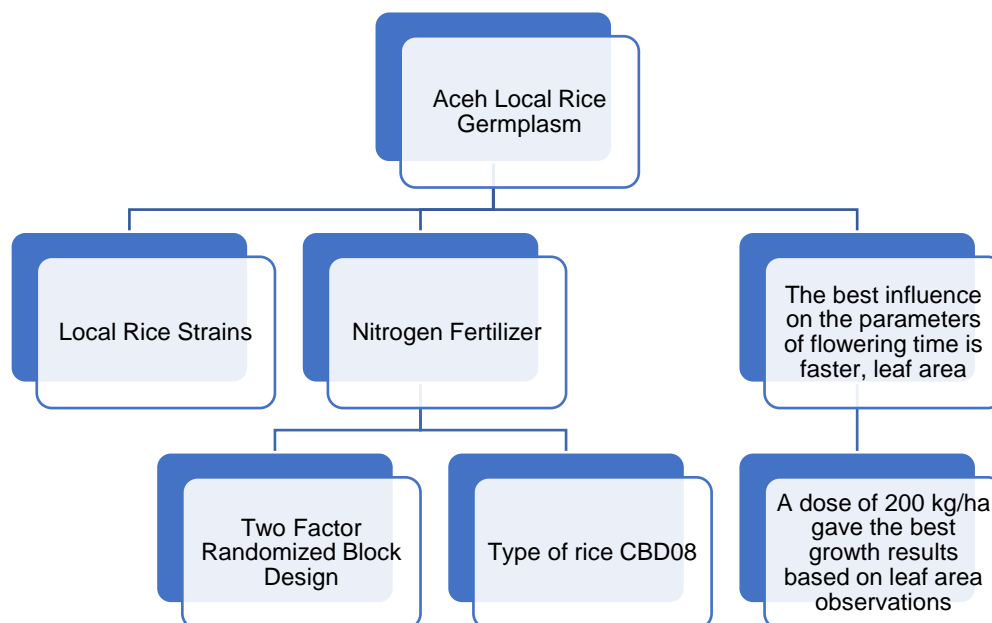 Aceh Local Rice
Germplasm
Local Rice Strains
Nitrogen Fertilizer
The best influence
on the parameters
of flowering time is
faster, leaf area
Two Factor
Randomized Block
Design
Type of rice CBD08
A dose of 200 kg/ha
gave the best
growth results
based on leaf area
observations